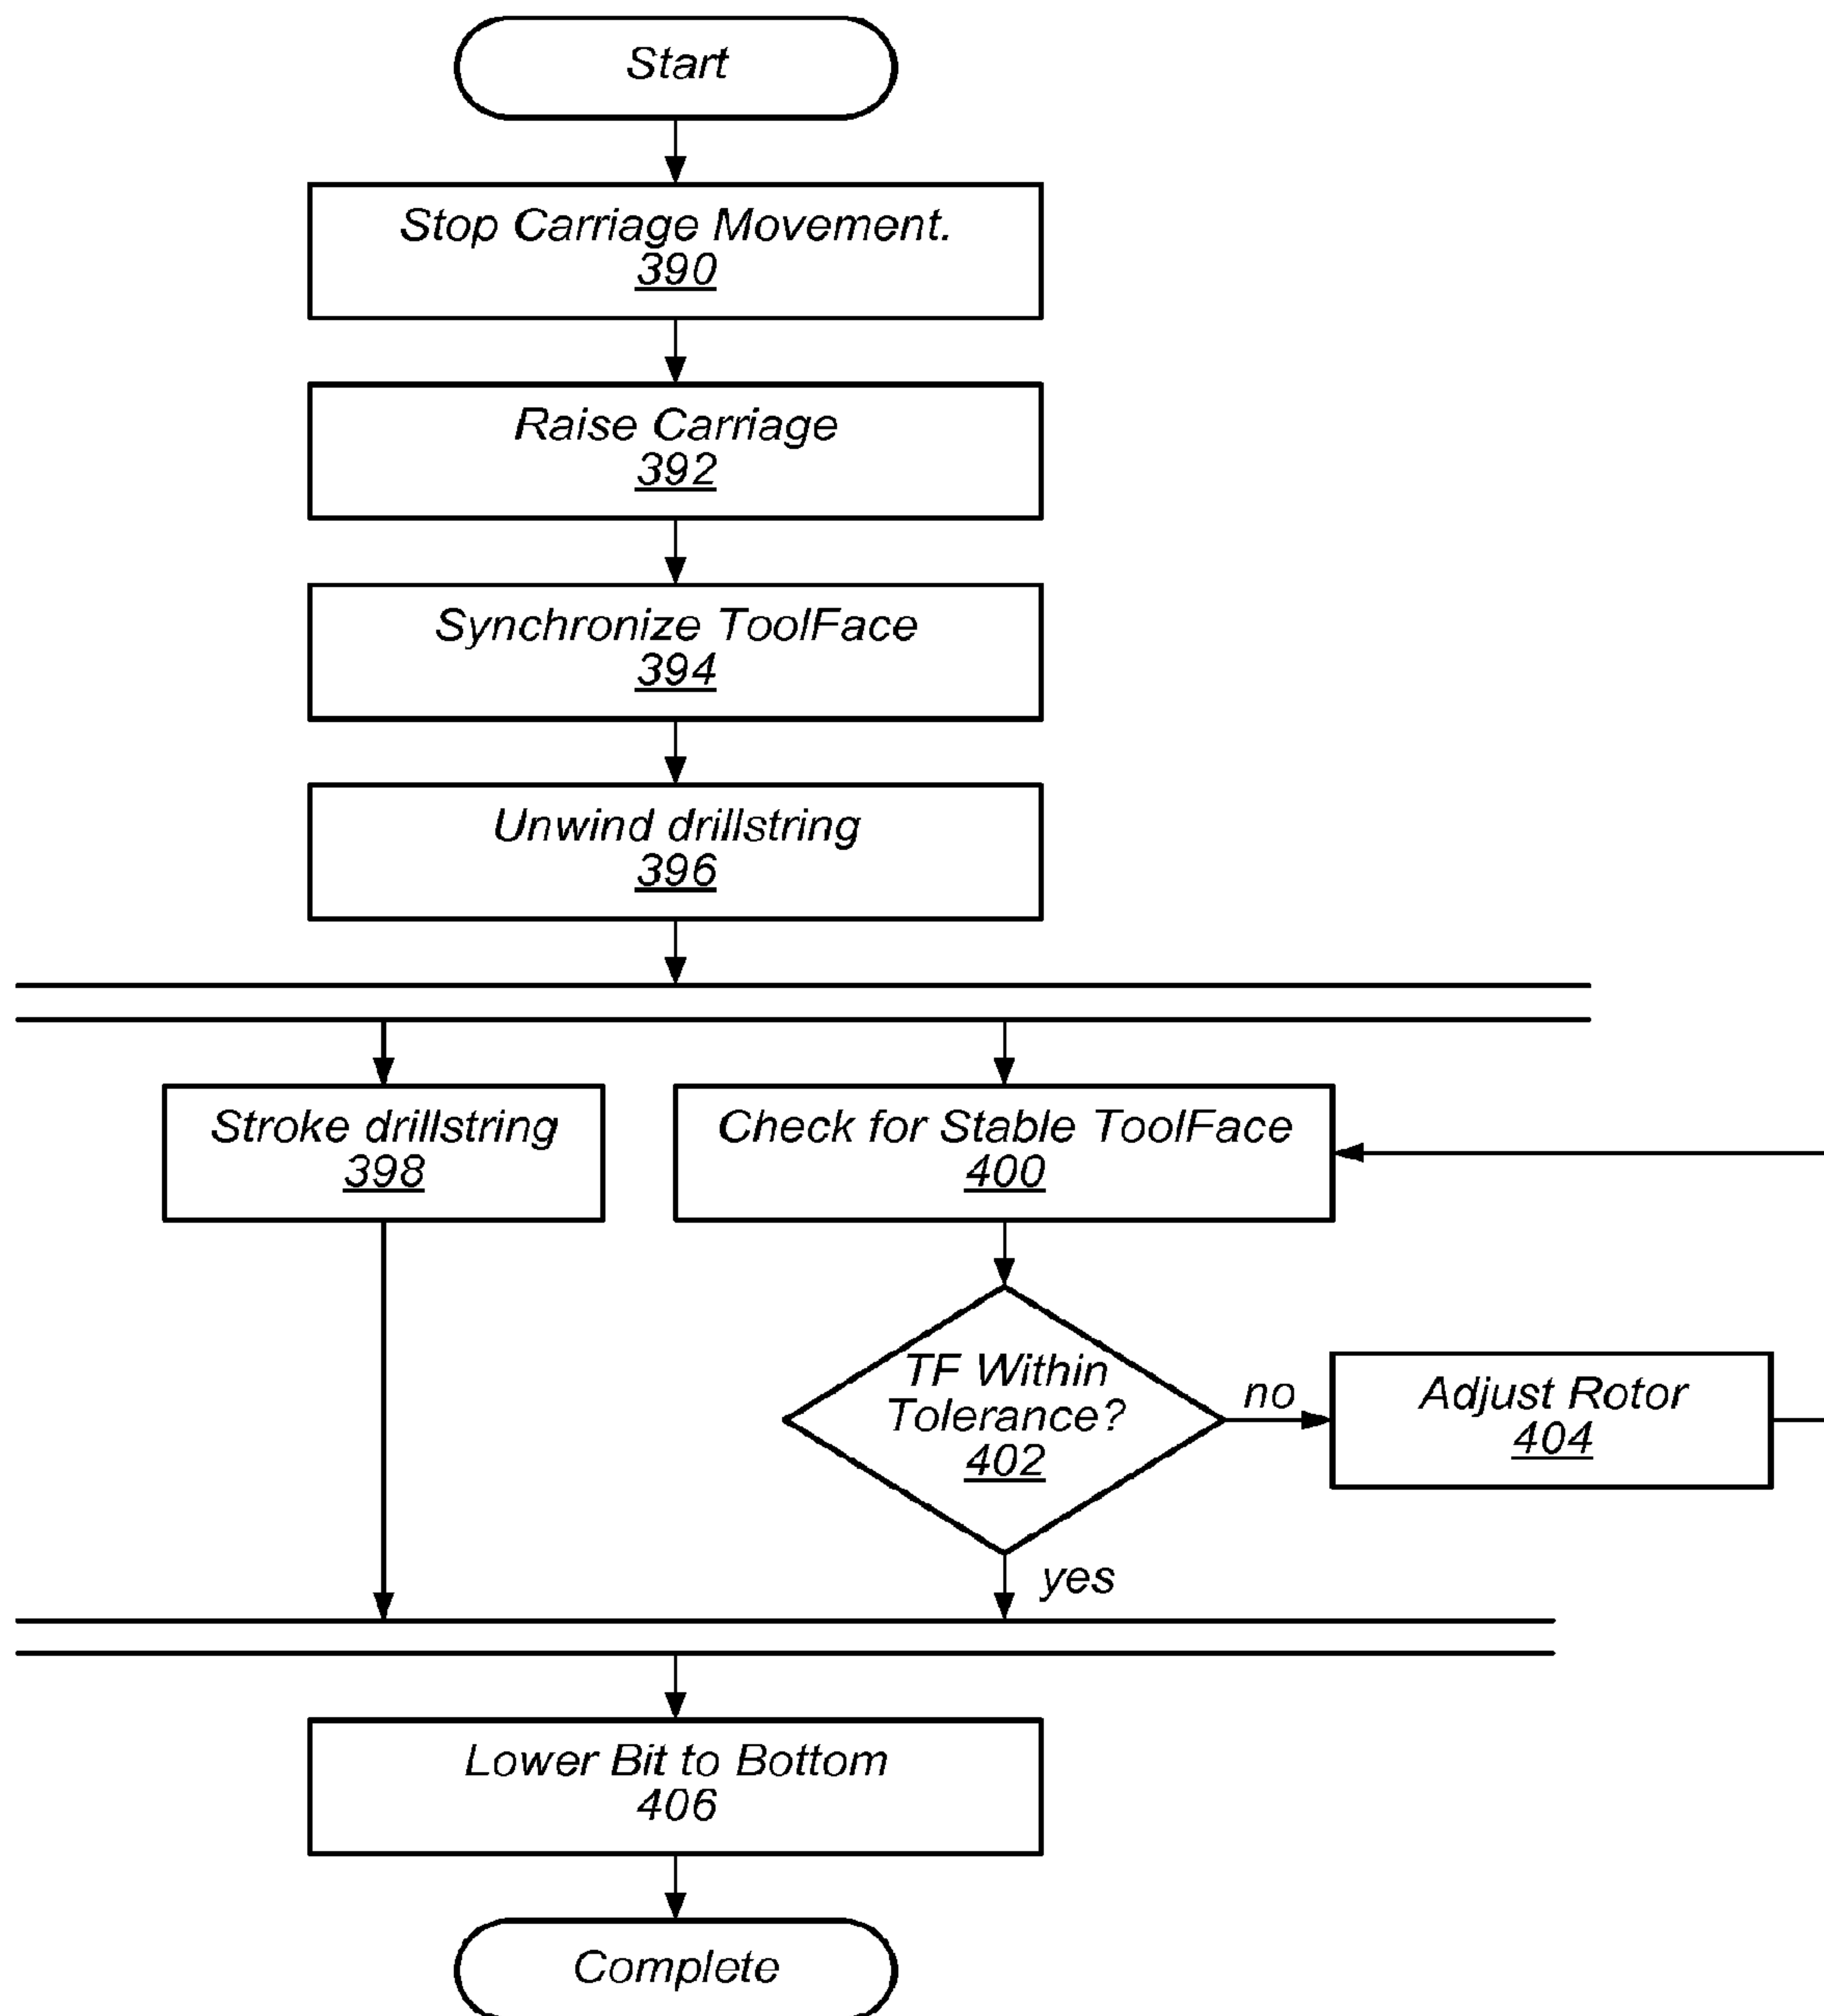 Start
Stop Carriage Movement.
390
Raise Carriage
392
Synchronize ToolFace
394
Unwind drillstring
396
Stroke drillstring
398
Check for Stable ToolFace
400
TF Within
Tolerance?
402
no
Adjust Rotor
404
yes
Lower Bit to Bottom
406
Complete